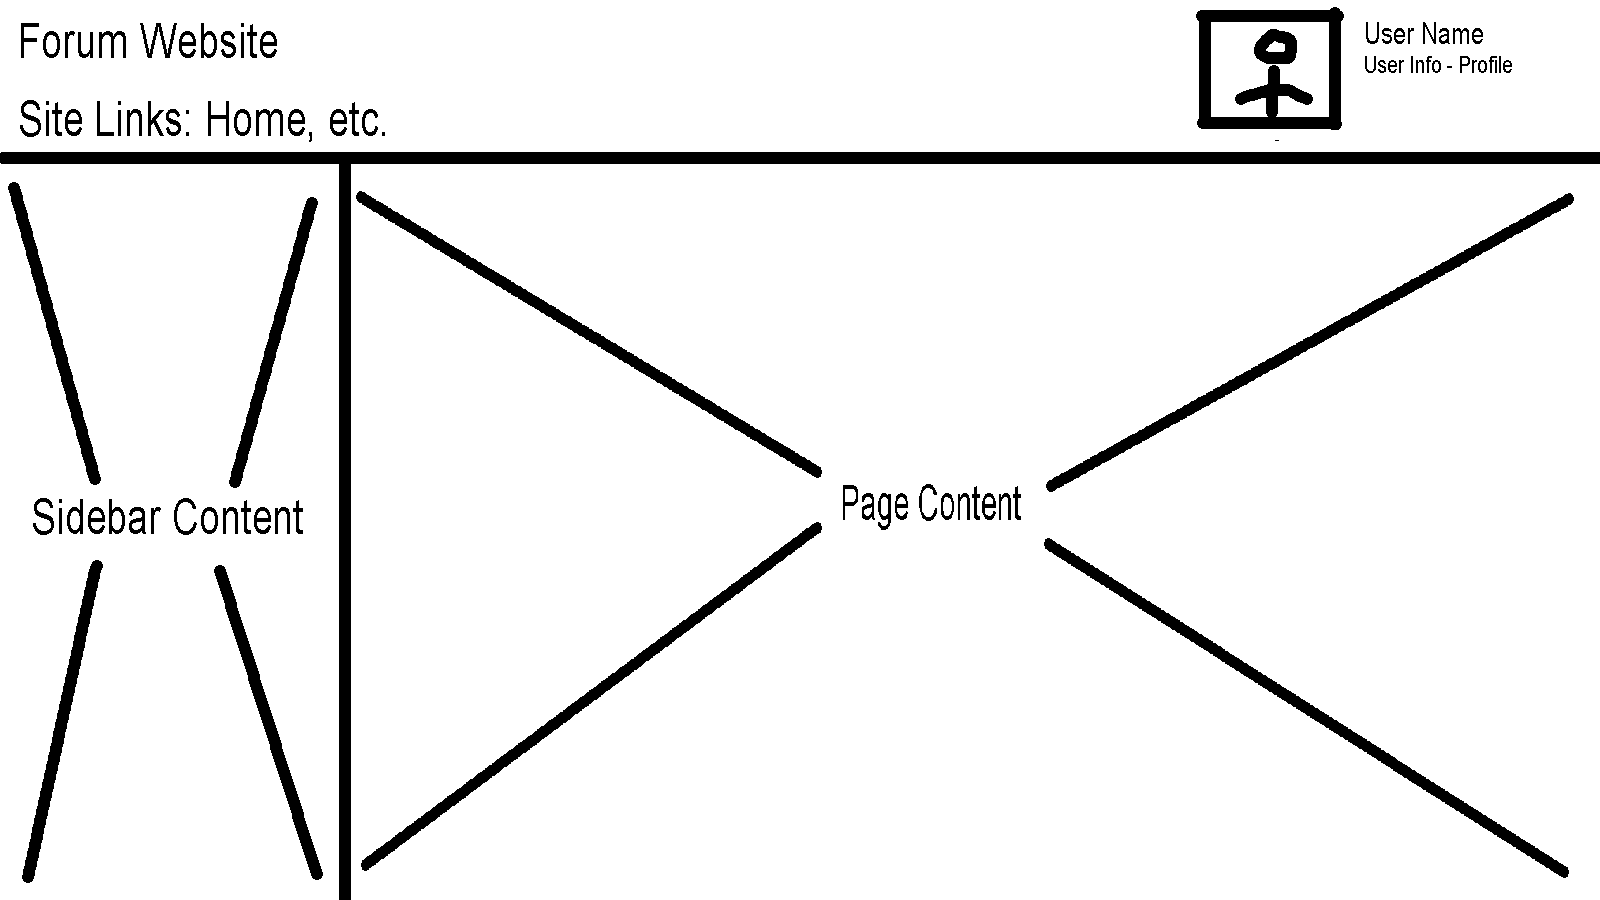 Forum Website
User Name
User Info - Profile
Site Links: Home, etc.
Sidebar Content
Page Content